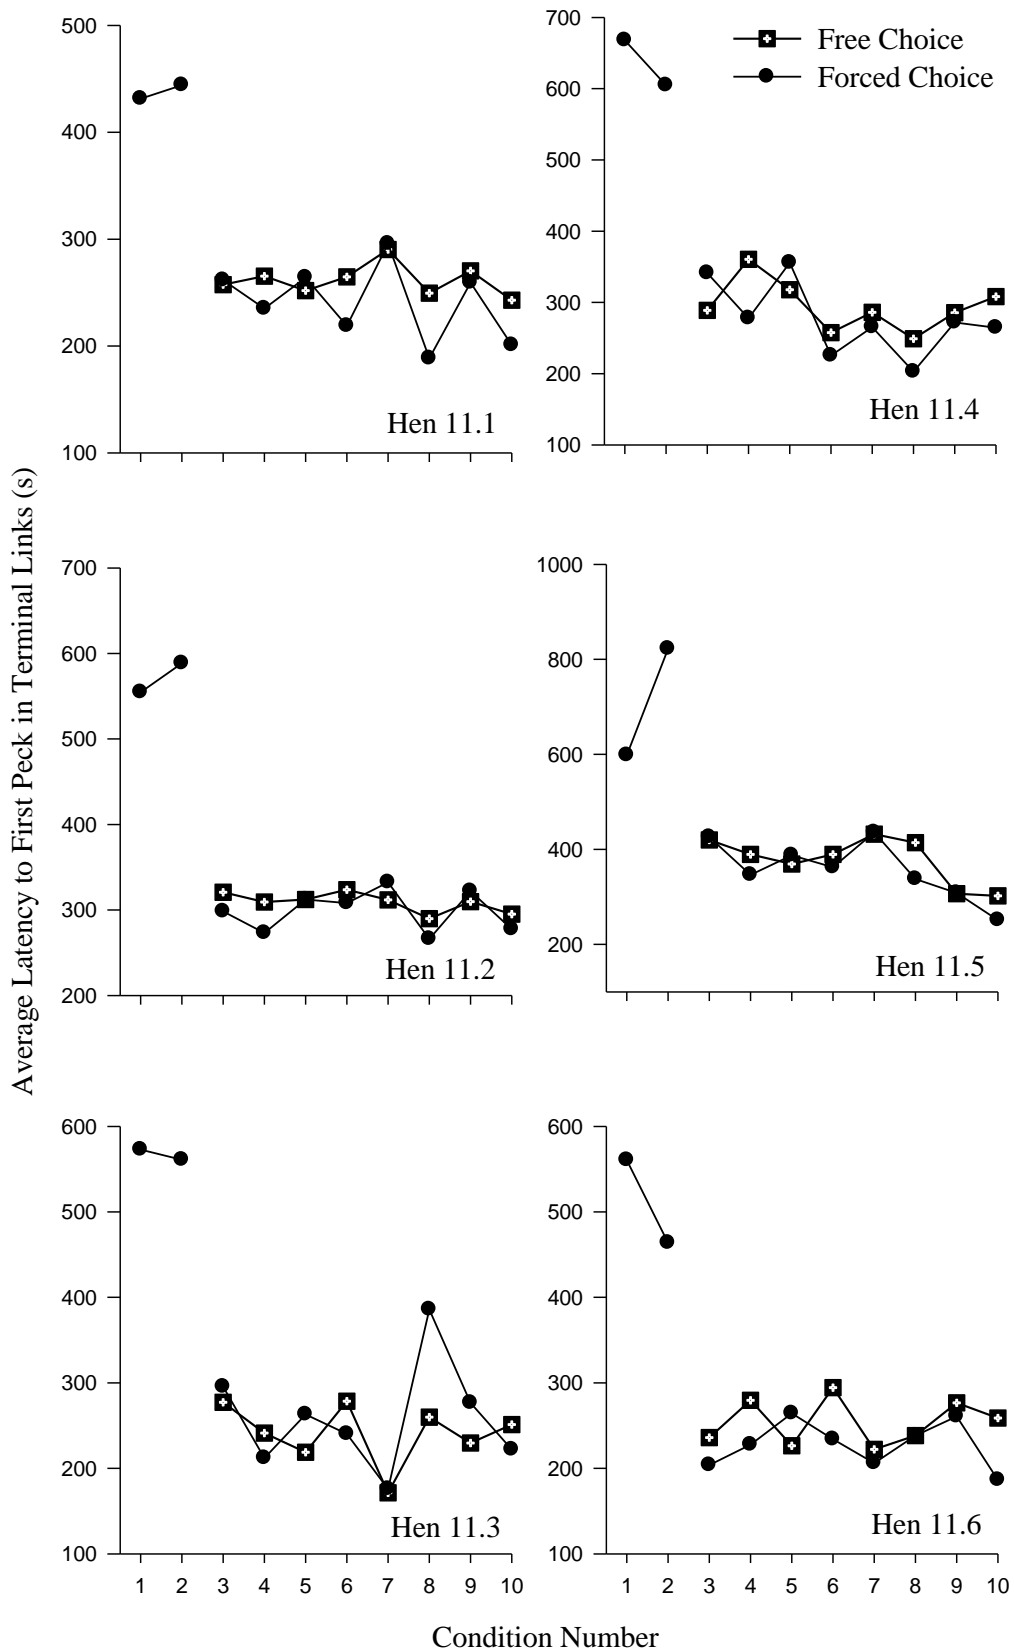 Average Latency to First Peck in Terminal Links (s)
500
400
300
200
100
Hen 11.1
700
600
500
400
300
200
100
Free Choice
Forced Choice
Hen 11.4
700
600
500
400
300
200
Hen 11.2
1000
800
600
400
200
Hen 11.5
600
500
400
300
200
100
Hen 11.3
1 2 3 4 5 6 7 8 9 10
600
500
400
300
200
100
Hen 11.6
1 2 3 4 5 6 7 8 9 10
Condition Number